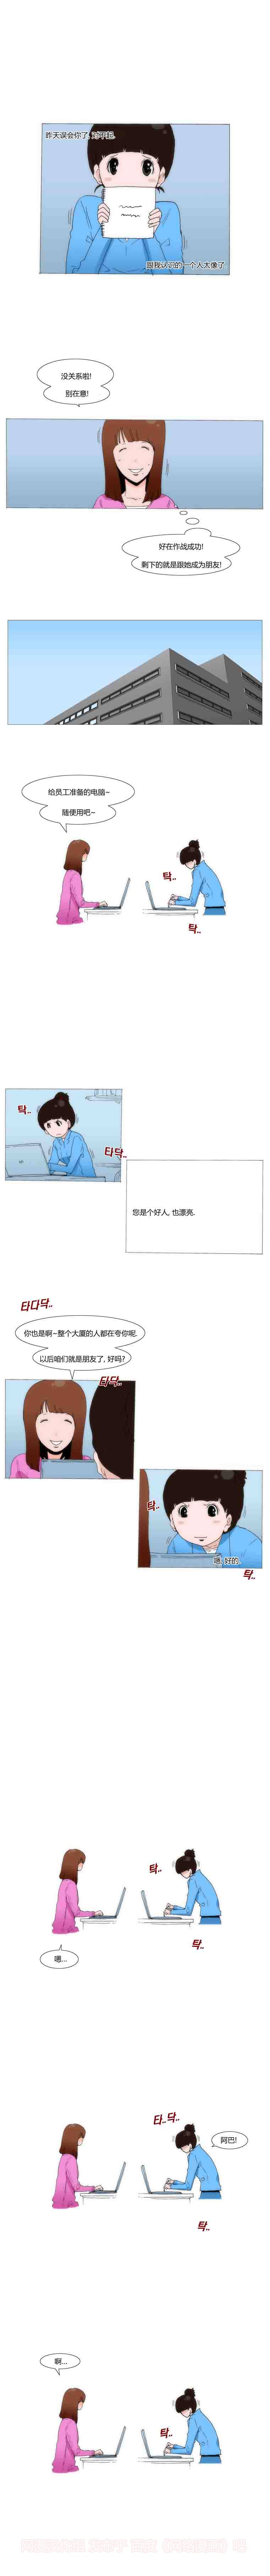 昨天误会你了, 对不起.
跟我认识的一个人太像了
没关系啦!
别在意!
好在作战成功!
剩下的就是跟她成为朋友!
给员工准备的电脑~
随便用吧~
탁..
탁..
탁..
타닥..
您是个好人, 也漂亮.
타다닥..
你也是啊~整个大厦的人都在夸你呢.
以后咱们就是朋友了, 好吗?
타닥..
탁..
嗯, 好的.
탁..
탁..
탁..
嗯...
타..닥..
阿巴!
탁..
啊...
탁..